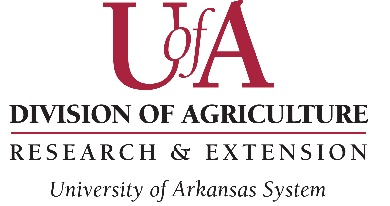 UofA
DIVISION OF AGRICULTURE
RESEARCH & EXTENSION
University of Arkansas System